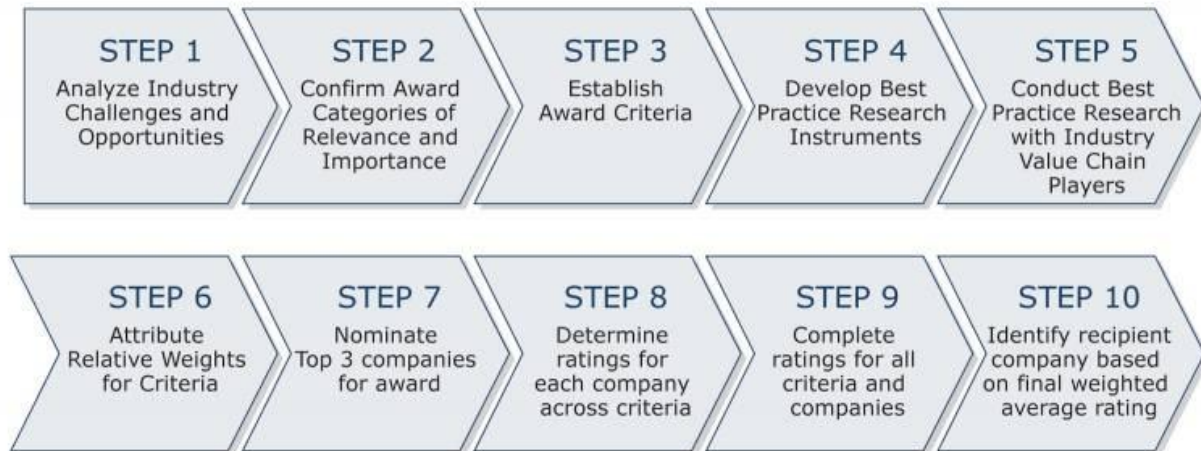 STEP 1
Analyze Industry
Challenges and
Opportunities
STEP 2
Confirm Award
Categories of
Relevance and
Importance
STEP 3
Establish
Award Criteria
STEP 4
Develop Best
Practice Research
Instruments
STEP 5
Conduct Best
Practice Research
with Industry
Value Chain
Players
STEP 6
Attribute
Relative Weights
for Criteria
STEP 7
Nominate
Top 3 companies
for award
STEP 8
Determine
ratings for
each company
across criteria
STEP 9
Complete
ratings for all
criteria and
companies
STEP 10
Identify recipient
company based
on final weighted
average rating